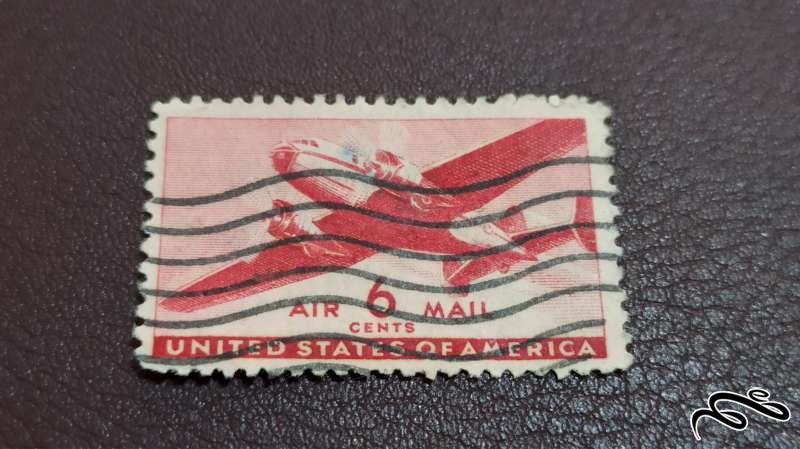 AIR 6 MAIL
CENTS
UNITED STATES OF AMERICA